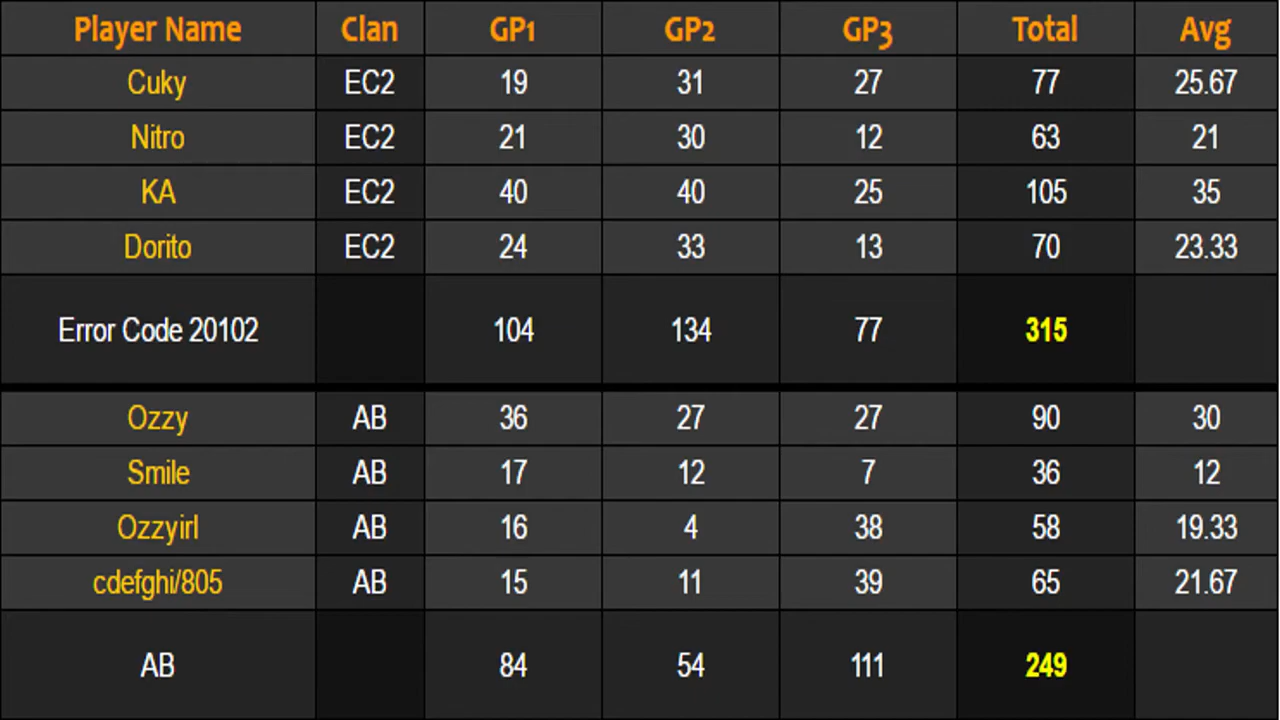 Player Name Clan GP1 GP2 GP3 Total Avg
Cuky EC2 19 31 27 77 25.67
Nitro EC2 21 30 12 63 21
KA EC2 40 40 25 105 35
Dorito EC2 24 33 13 70 23.33
Error Code 20102 104 134 77 315
Ozzy AB 36 27 27 90 30
Smile AB 17 12 7 36 12
Ozzyirl AB 16 4 38 58 19.33
cdefghi/805 AB 15 11 39 65 21.67
AB 84 54 111 249